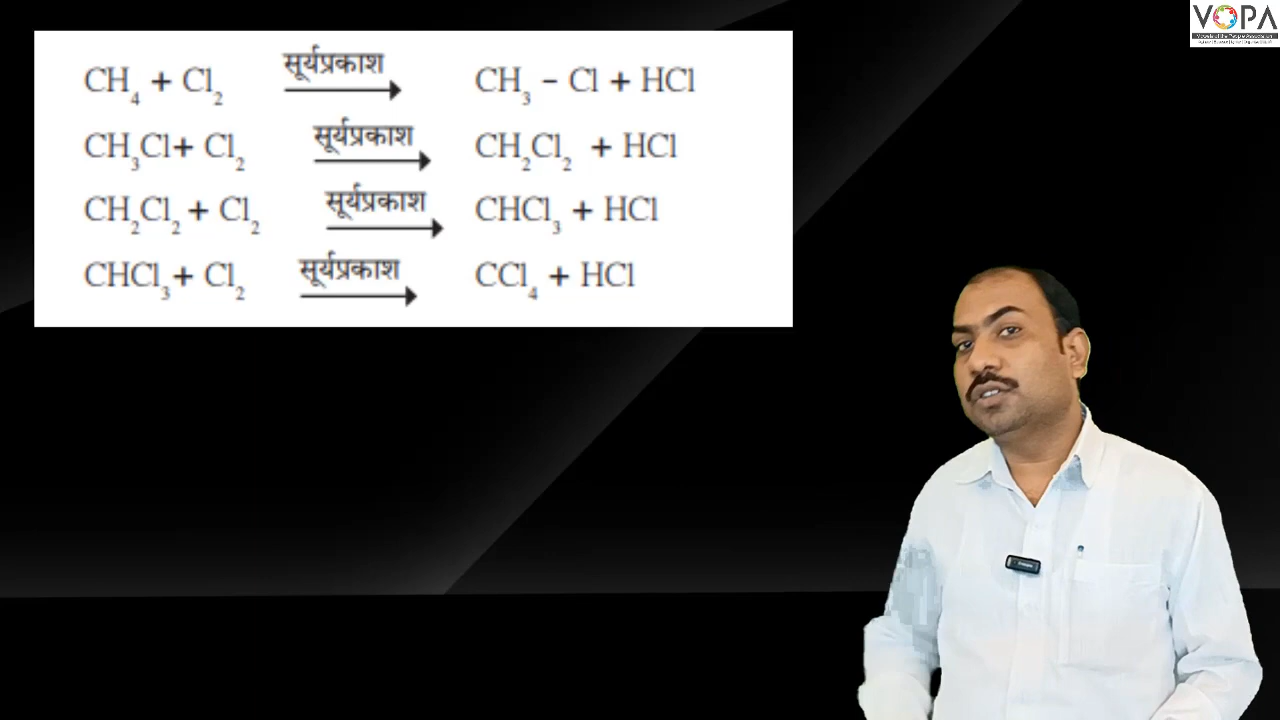 VOPA
CH₄ + Cl₂ सूर्यप्रकाश → CH₃ – Cl + HCl
CH₃Cl+ Cl₂ सूर्यप्रकाश → CH₂Cl₂ + HCl
CH₂Cl₂ + Cl₂ सूर्यप्रकाश → CHCl₃ + HCl
CHCl₃+ Cl₂ सूर्यप्रकाश → CCl₄ + HCl